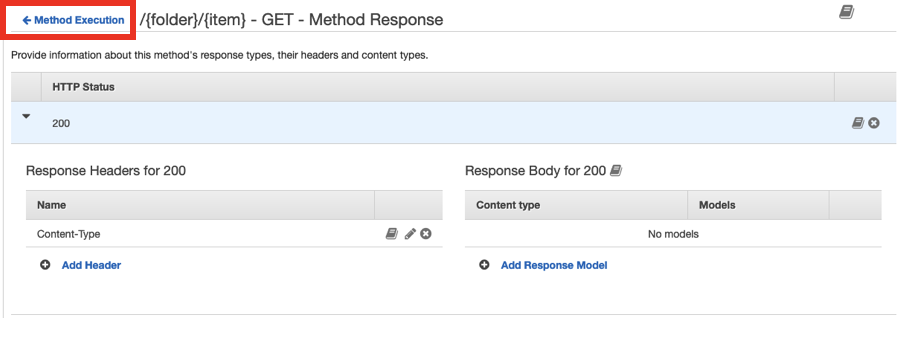 Method Execution /{folder}/{item} - GET - Method Response
Provide information about this method's response types, their headers and content types.
HTTP Status
200
Response Headers for 200
Name
Content-Type
Add Header
Response Body for 200
Content type Models
No models
Add Response Model